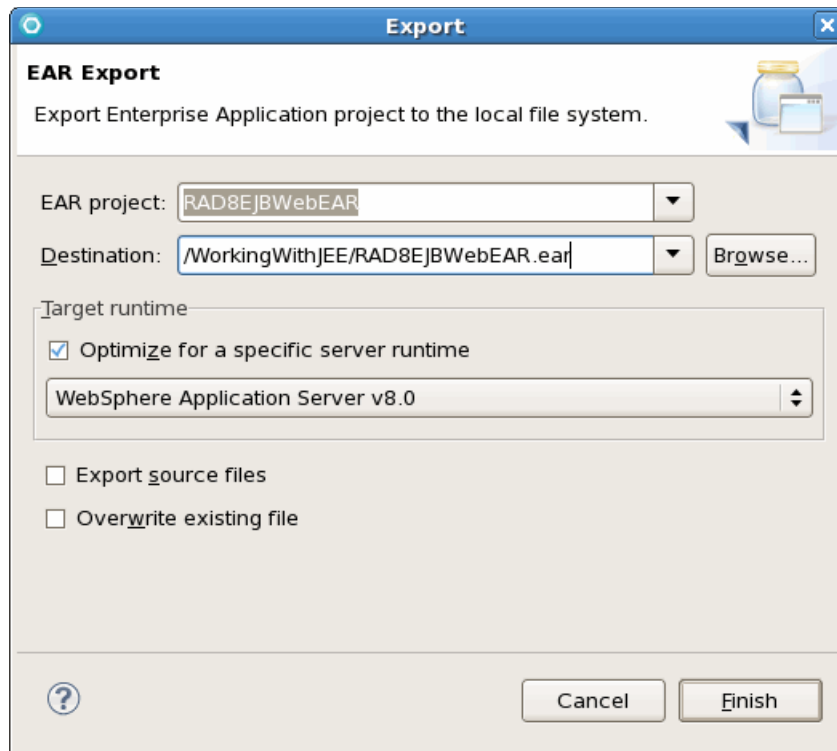 Export
EAR Export
Export Enterprise Application project to the local file system.
EAR project: RAD8EJBWebEAR
Destination: /WorkingWithJEE/RAD8EJBWebEAR.ear Browse...
Target runtime
Optimize for a specific server runtime
WebSphere Application Server v8.0
Export source files
Overwrite existing file
? Cancel Finish